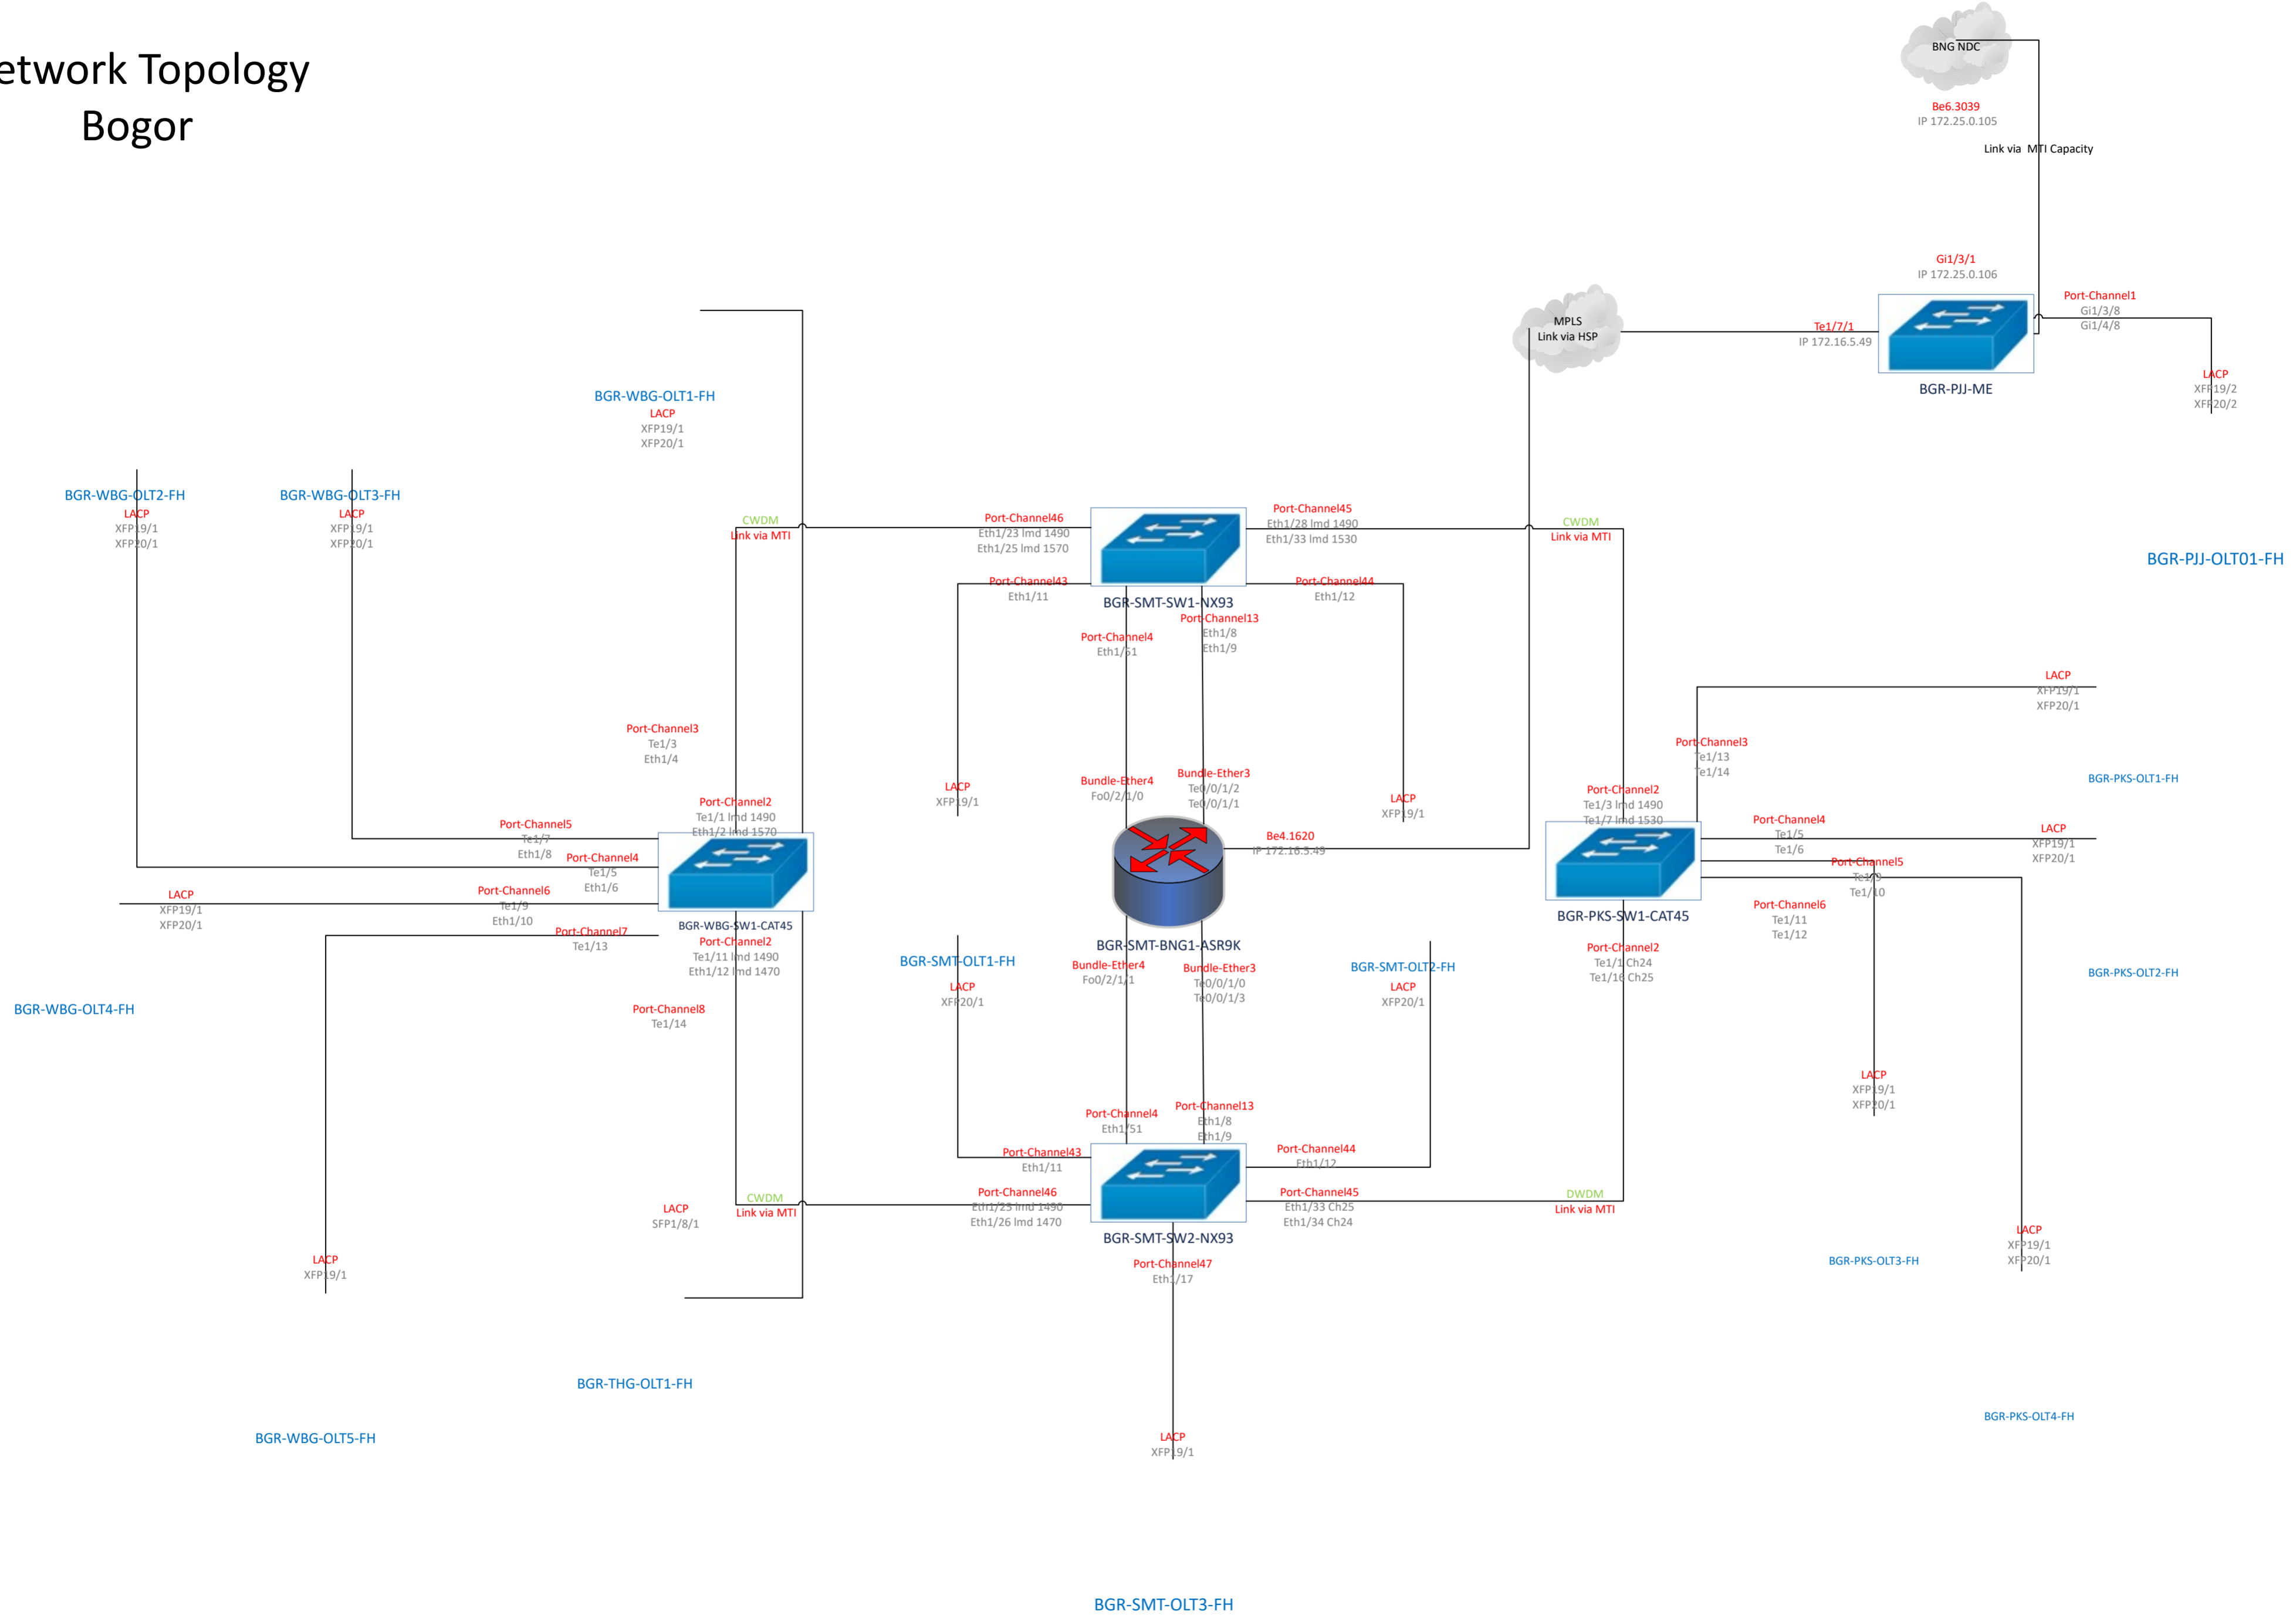 etwork Topology
Bogor
BNG NDC
Be6.3039
IP 172.25.0.105
Link via MTI Capacity
Gi1/3/1
IP 172.25.0.106
Port-Channel1
Gi1/3/8
Gi1/4/8
MPLS
Link via HSP
Te1/7/1
IP 172.16.5.49
BGR-PJJ-ME
LACP
XFP19/2
XFP20/2
BGR-PJJ-OLT01-FH
BGR-WBG-OLT1-FH
LACP
XFP19/1
XFP20/1
BGR-WBG-OLT2-FH
LACP
XFP19/1
XFP20/1
BGR-WBG-OLT3-FH
LACP
XFP19/1
XFP20/1
CWDM
Link via MTI
Port-Channel46
Eth1/23 lmd 1490
Eth1/25 lmd 1570
Port-Channel45
Eth1/28 lmd 1490
Eth1/33 lmd 1530
CWDM
Link via MTI
Port-Channel43
Eth1/11
Port-Channel44
Eth1/12
BGR-SMT-SW1-NX93
Port-Channel4
Eth1/51
Port-Channel13
Eth1/8
Eth1/9
Port-Channel3
Te1/3
Eth1/4
LACP
XFP19/1
Bundle-Ether4
Fo0/2/1/0
Bundle-Ether3
Te0/0/1/2
Te0/0/1/1
LACP
XFP19/1
Be4.1620
IP 172.16.5.49
Port-Channel2
Te1/1 lmd 1490
Eth1/2 lmd 1570
Port-Channel5
Te1/7
Eth1/8
Port-Channel4
Te1/5
Eth1/6
Port-Channel6
Te1/9
Eth1/10
Port-Channel7
Te1/13
LACP
XFP19/1
XFP20/1
BGR-WBG-OLT4-FH
BGR-WBG-SW1-CAT45
Port-Channel2
Te1/11 lmd 1490
Eth1/12 lmd 1470
Port-Channel8
Te1/14
BGR-SMT-BNG1-ASR9K
Bundle-Ether4
Fo0/2/1/1
Bundle-Ether3
Te0/0/1/0
Te0/0/1/3
BGR-SMT-OLT1-FH
LACP
XFP20/1
BGR-SMT-OLT2-FH
LACP
XFP20/1
LACP
XFP19/1
XFP20/1
Port-Channel3
Te1/13
Te1/14
BGR-PKS-OLT1-FH
Port-Channel2
Te1/3 lmd 1490
Te1/7 lmd 1530
Port-Channel4
Te1/5
Te1/6
LACP
XFP19/1
XFP20/1
Port-Channel5
Te1/9
Te1/10
Port-Channel6
Te1/11
Te1/12
BGR-PKS-SW1-CAT45
Port-Channel2
Te1/1 Ch24
Te1/16 Ch25
BGR-PKS-OLT2-FH
LACP
XFP19/1
XFP20/1
Port-Channel4
Eth1/51
Port-Channel13
Eth1/8
Eth1/9
Port-Channel43
Eth1/11
Port-Channel44
Eth1/12
CWDM
Link via MTI
Port-Channel46
Eth1/25 lmd 1490
Eth1/26 lmd 1470
Port-Channel45
Eth1/33 Ch25
Eth1/34 Ch24
DWDM
Link via MTI
BGR-SMT-SW2-NX93
Port-Channel47
Eth1/17
LACP
SFP1/8/1
LACP
XFP19/1
BGR-PKS-OLT3-FH
LACP
XFP19/1
XFP20/1
BGR-THG-OLT1-FH
BGR-WBG-OLT5-FH
BGR-PKS-OLT4-FH
LACP
XFP19/1
BGR-SMT-OLT3-FH